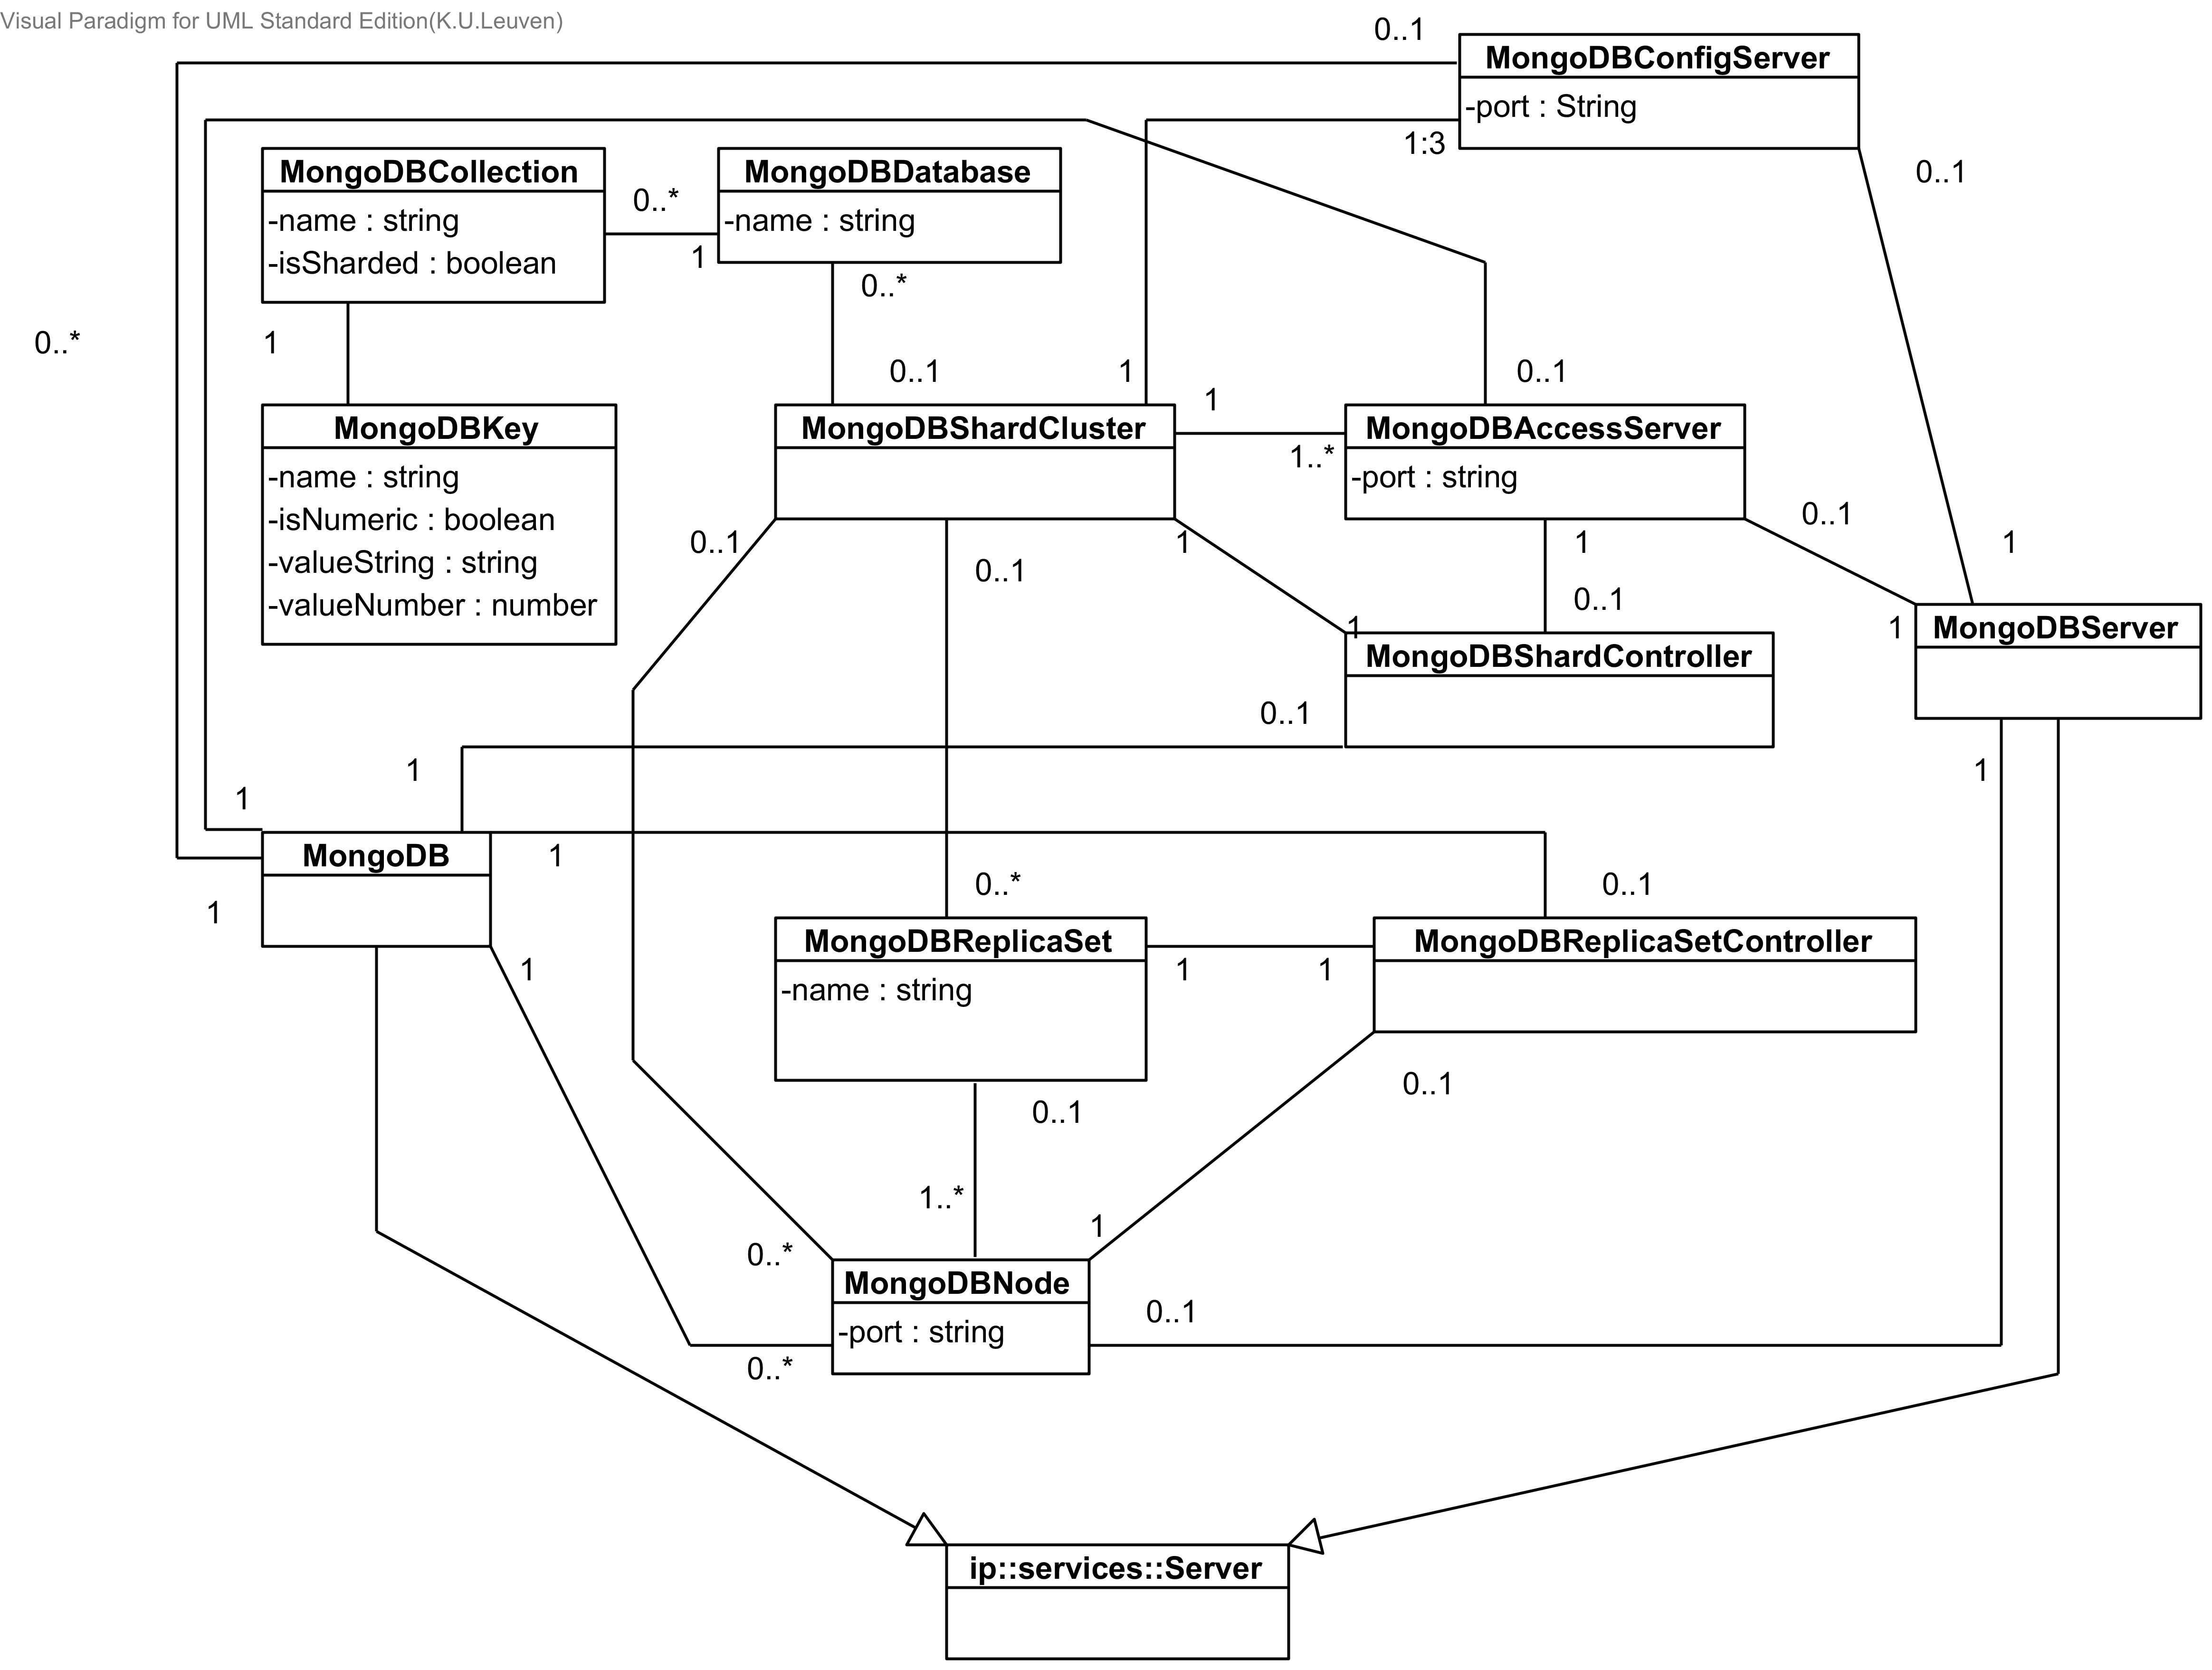 Visual Paradigm for UML Standard Edition(K.U.Leuven)
0..1
MongoDBConfigServer
-port : String
1:3
0..1
MongoDBCollection
-name : string
-isSharded : boolean
0..*
1
MongoDBDatabase
-name : string
0..*
0..*
1
0..1
1
0..1
MongoDBKey
-name : string
-isNumeric : boolean
-valueString : string
-valueNumber : number
MongoDBShardCluster
1
1..*
MongoDBAccessServer
-port : string
0..1
0..1
0..1
1
1
1
0..1
1
1
MongoDBServer
MongoDBShardController
0..1
1
1
1
MongoDB
1
1
1
0..*
0..1
MongoDBReplicaSet
-name : string
1
1
MongoDBReplicaSetController
0..1
0..1
1..*
1
0..*
MongoDBNode
-port : string
0..1
0..*
ip::services::Server